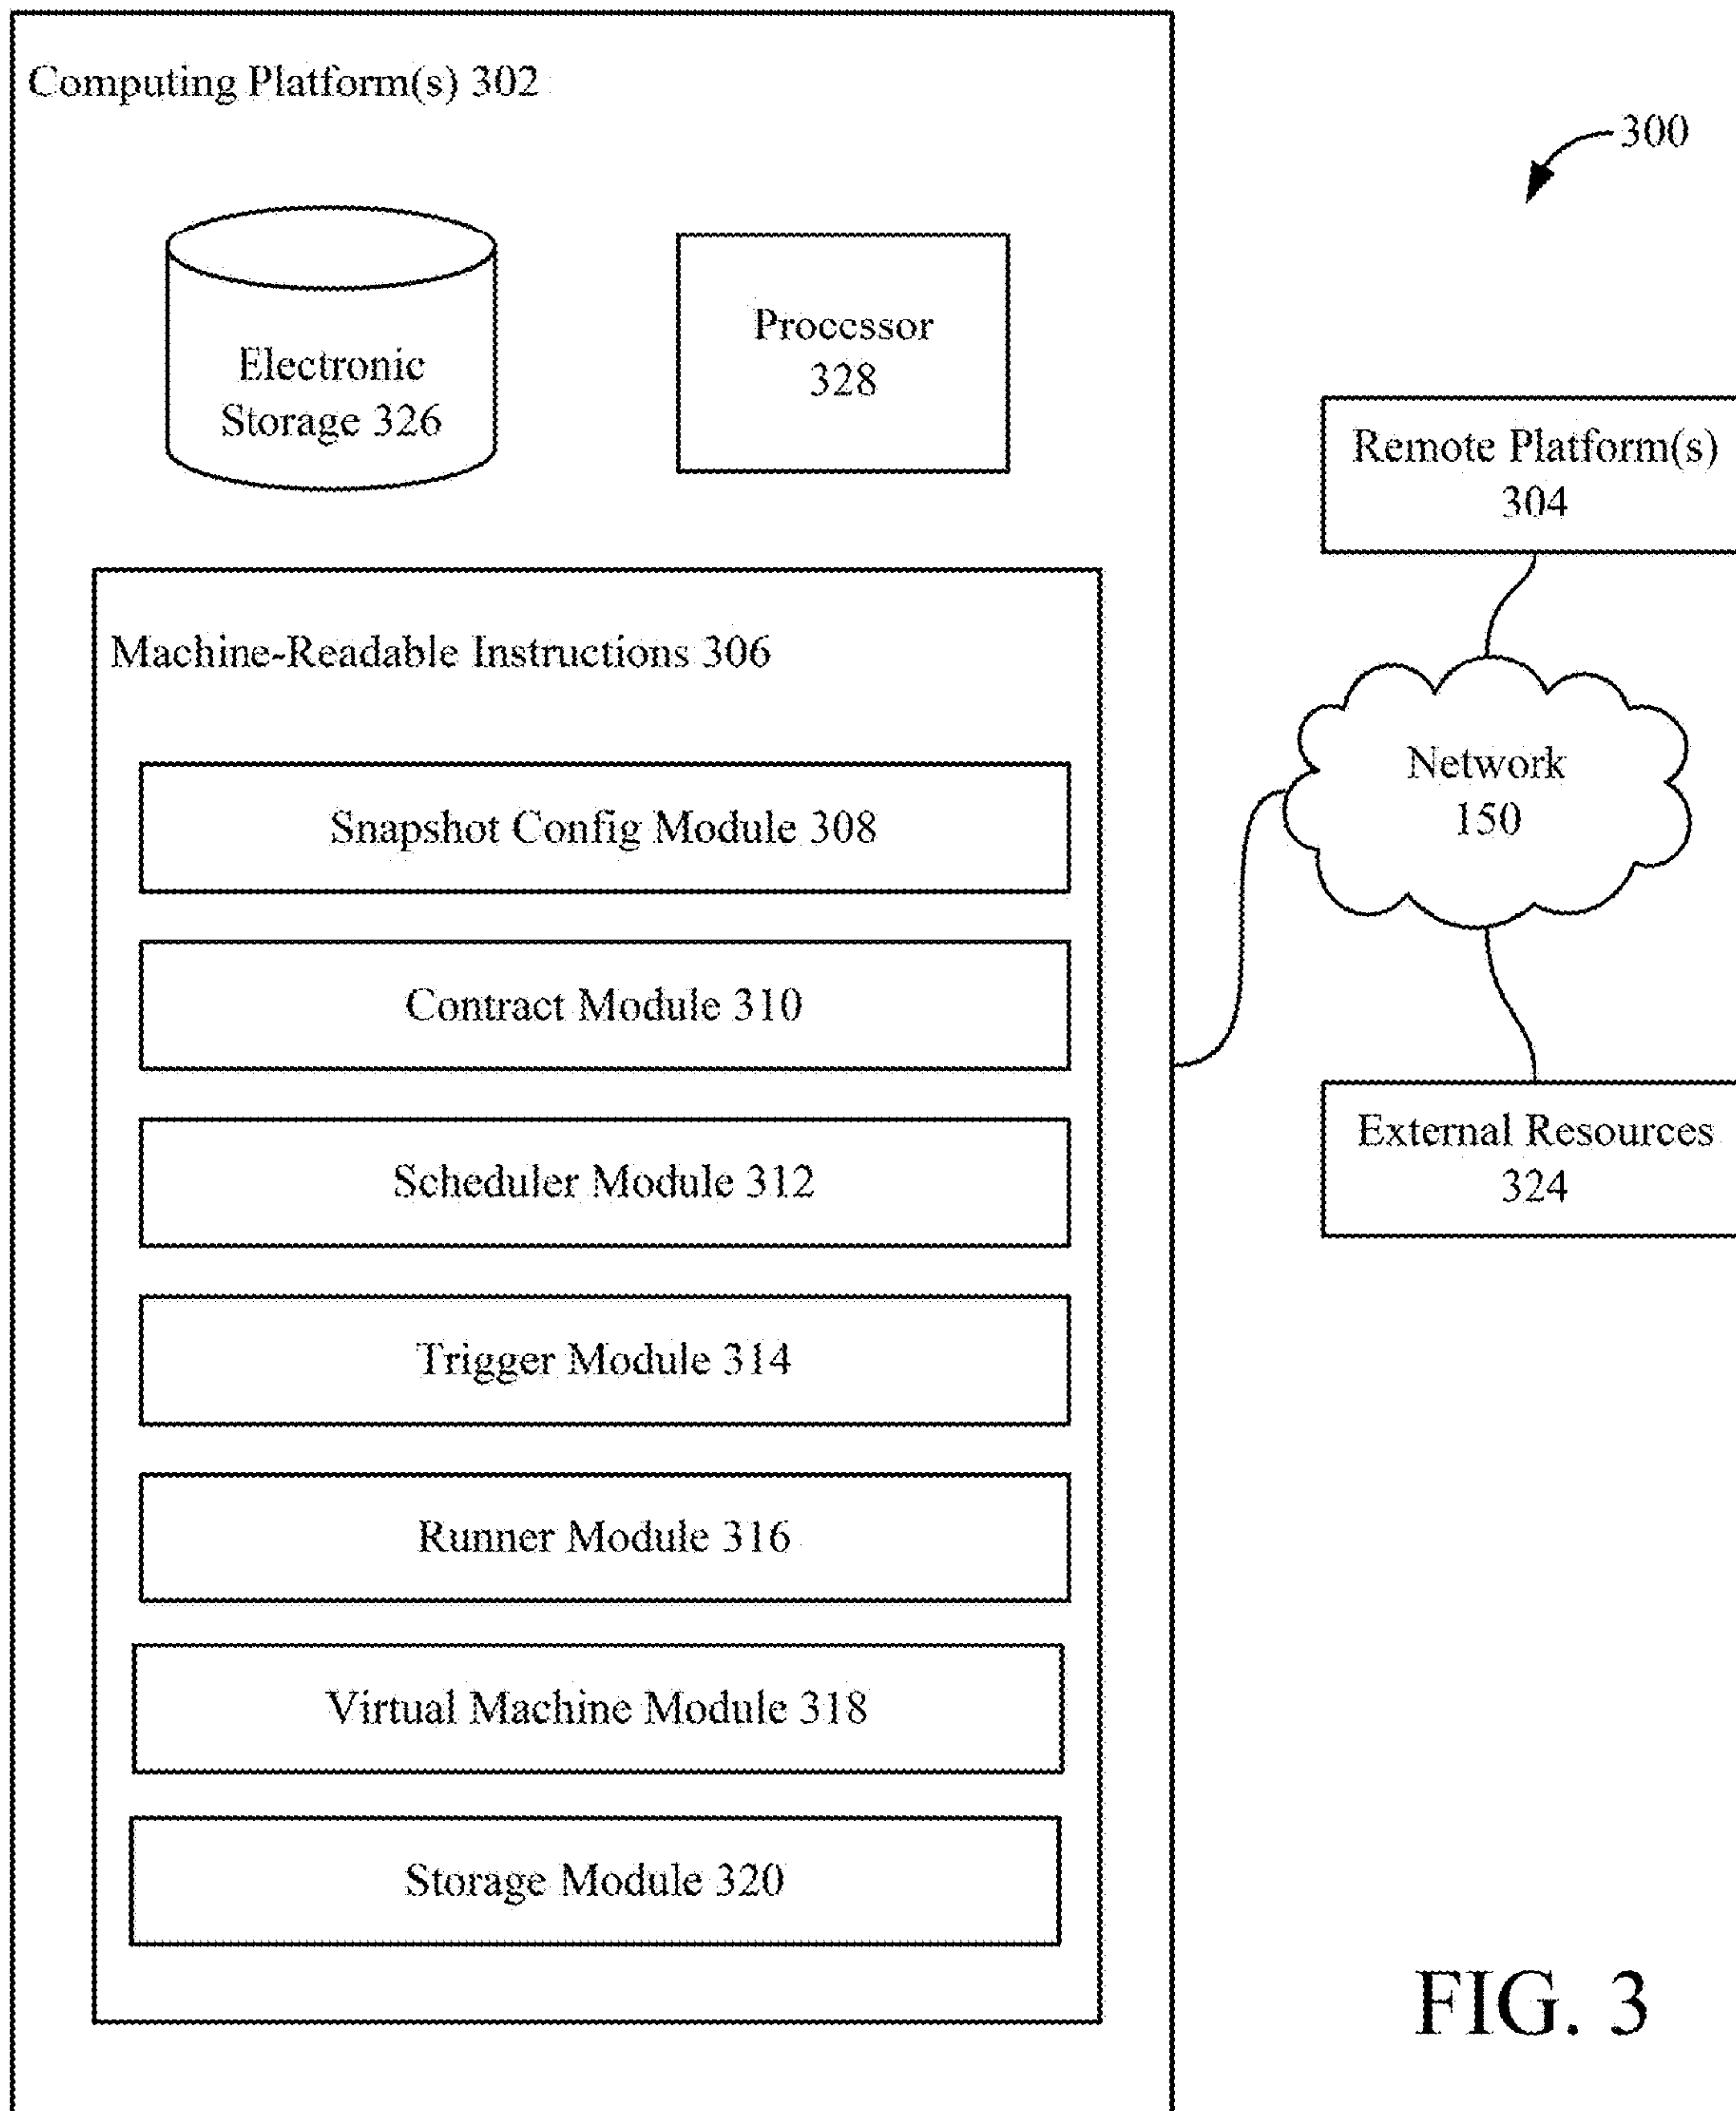 Computing Platform(s) 302
300
Electronic
Storage 326
Processor
328
Remote Platform(s)
304
Machine-Readable Instructions 306
Snapshot Config Module 308
Network
150
Contract Module 310
External Resources
324
Scheduler Module 312
Trigger Module 314
Runner Module 316
Virtual Machine Module 318
Storage Module 320
FIG. 3